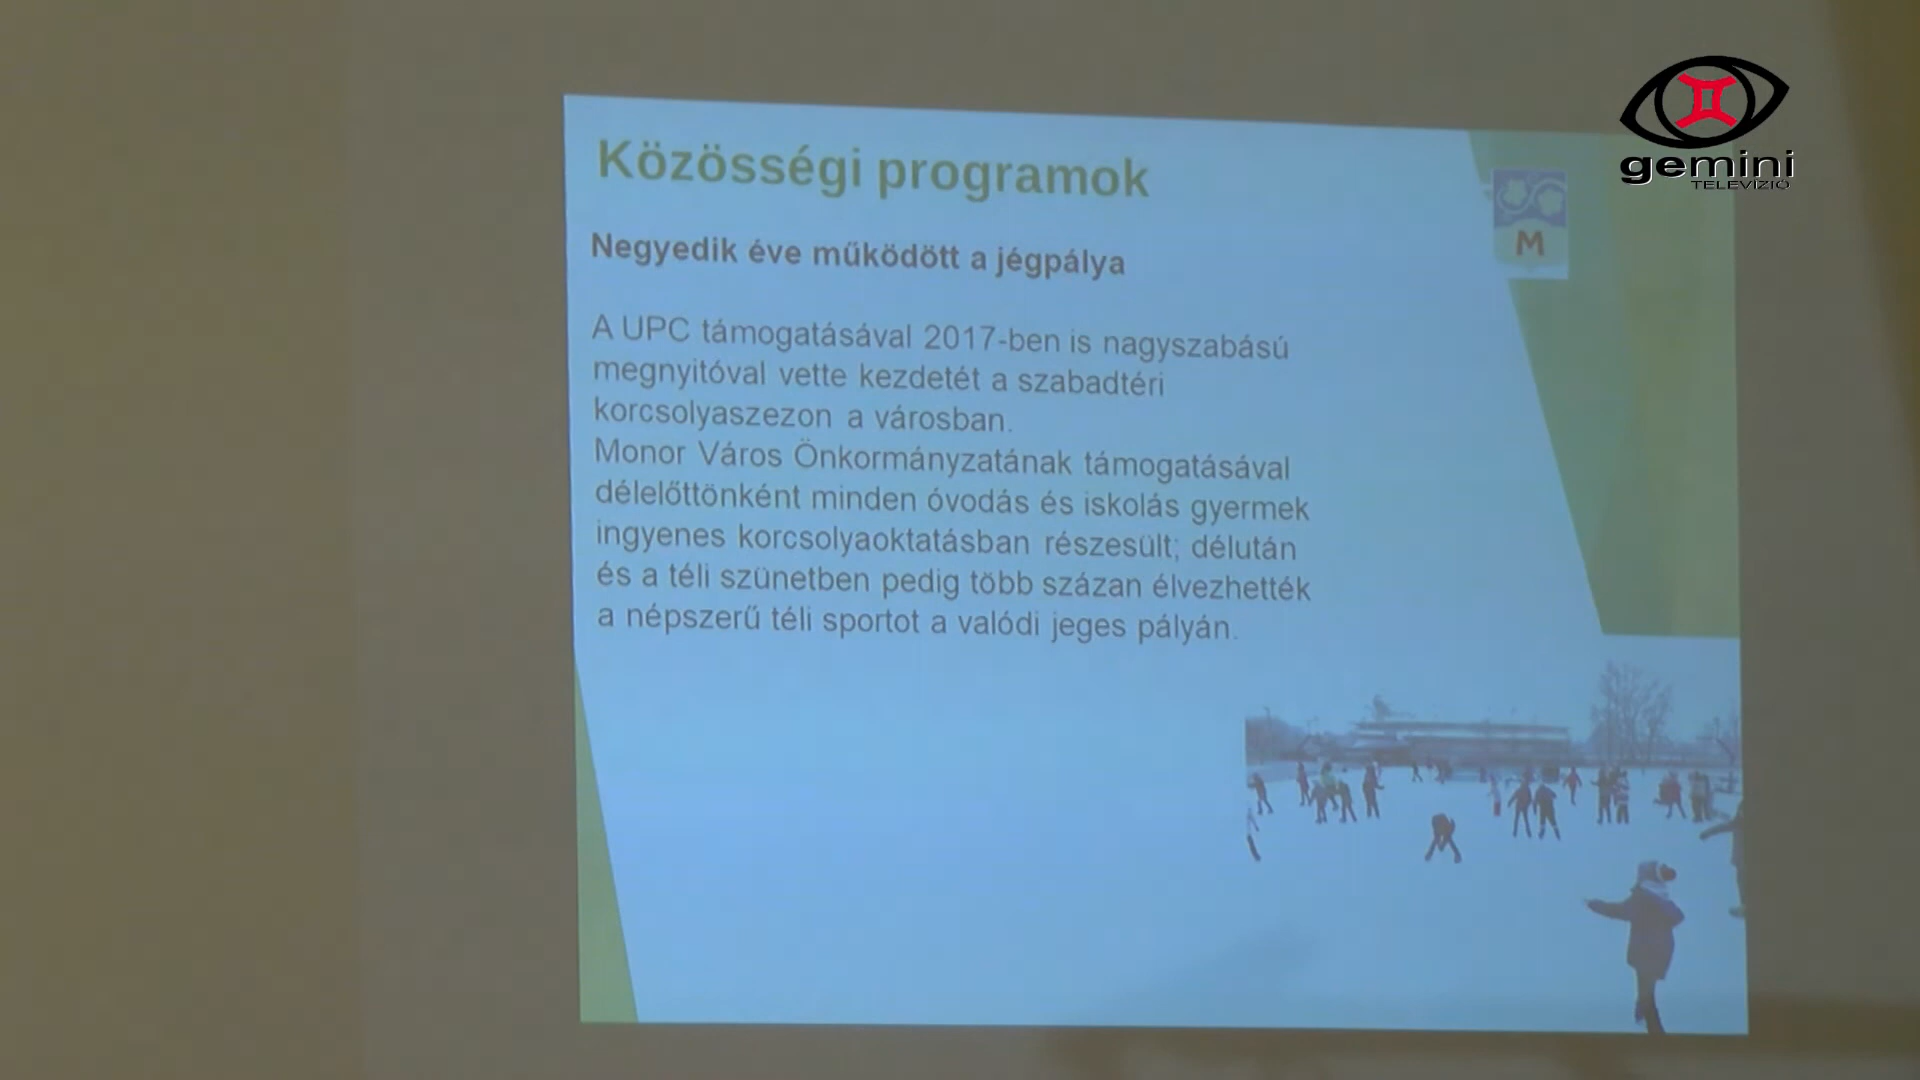 gemini
TELEVÍZIÓ
Közösségi programok
M
Negyedik éve működött a jégpálya
A UPC támogatásával 2017-ben is nagyszabású
megnyitóval vette kezdetét a szabadtéri
korcsolyaszezon a városban.
Monor Város Önkormányzatának támogatásával
délelőttönként minden óvodás és iskolás gyermek
ingyenes korcsolyaoktatásban részesült; délután
és a téli szünetben pedig több százan élvezhették
a népszerű téli sportot a valódi jeges pályán.